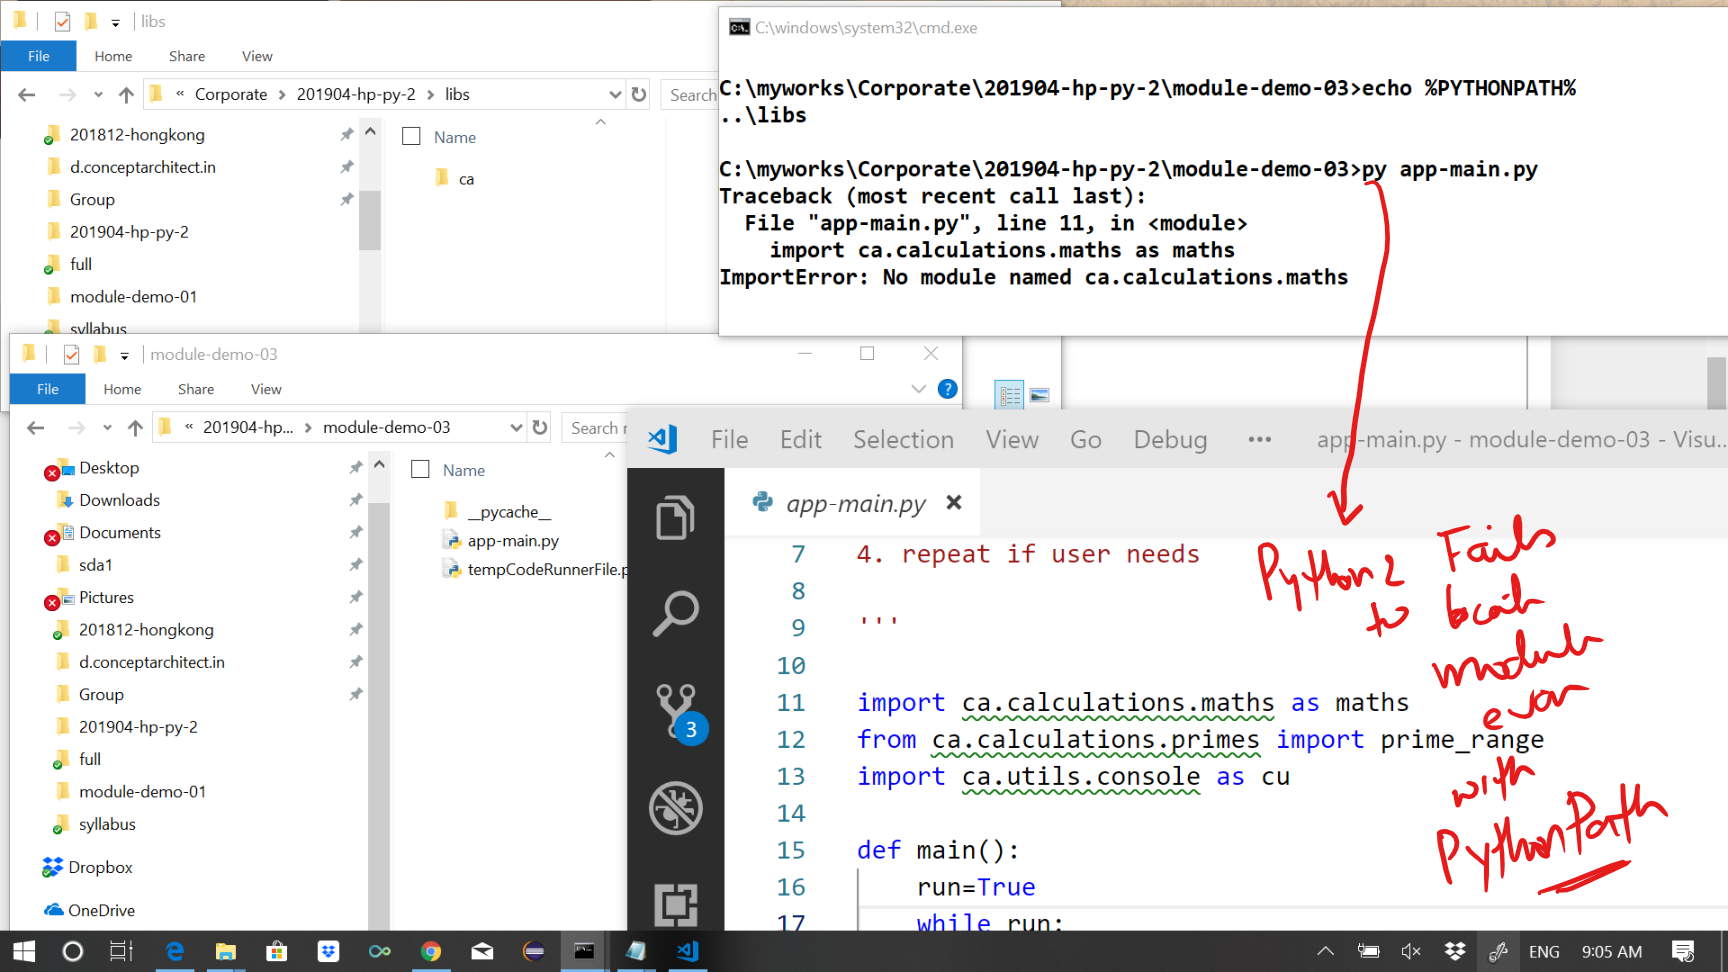 libs
File Home Share View
« Corporate > 201904-hp-py-2 > libs
Search
201812-hongkong
d.conceptarchitect.in
Group
201904-hp-py-2
full
module-demo-01
syllabus
Name
ca
C:\windows\system32\cmd.exe
C:\myworks\Corporate\201904-hp-py-2\module-demo-03>echo %PYTHONPATH%
..\libs
C:\myworks\Corporate\201904-hp-py-2\module-demo-03>py app-main.py
Traceback (most recent call last):
File "app-main.py", line 11, in <module>
import ca.calculations.maths as maths
ImportError: No module named ca.calculations.maths
module-demo-03
File Home Share View
« 201904-hp... > module-demo-03
Search
Desktop
Downloads
Documents
sda1
Pictures
201812-hongkong
d.conceptarchitect.in
Group
201904-hp-py-2
full
module-demo-01
syllabus
Dropbox
OneDrive
Name
__pycache__
app-main.py
tempCodeRunnerFile.p
File Edit Selection View Go Debug ••• app-main.py - module-demo-03 - Visu...
app-main.py
3
7 4. repeat if user needs
8
9 '''
10
11 import ca.calculations.maths as maths
12 from ca.calculations.primes import prime_range
13 import ca.utils.console as cu
14
15 def main():
16 run=True
17 while run:
Python2 Fails
to
module
even
with
PythonPath
ENG 9:05 AM